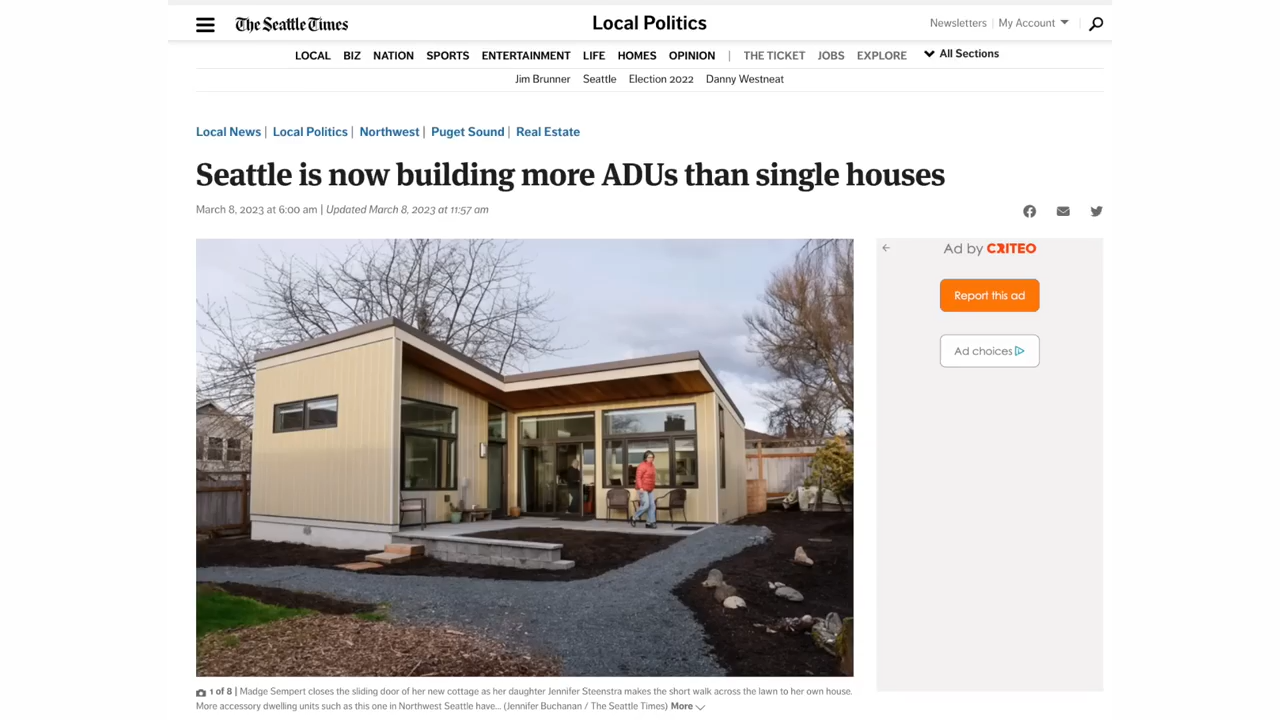 The Seattle Times
Local Politics
Newsletters | My Account
LOCAL BIZ NATION SPORTS ENTERTAINMENT LIFE HOMES OPINION | THE TICKET JOBS EXPLORE All Sections
Jim Brunner Seattle Election 2022 Danny Westneat
Local News | Local Politics | Northwest | Puget Sound | Real Estate
Seattle is now building more ADUs than single houses
March 8, 2023 at 6:00 am | Updated March 8, 2023 at 11:57 am
Ad by CRITEO
Report this ad
Ad choices
1 of 8 | Madge Sempert closes the sliding door of her new cottage as her daughter Jennifer Steenstra makes the short walk across the lawn to her own house.
More accessory dwelling units such as this one in Northwest Seattle have... (Jennifer Buchanan / The Seattle Times) More